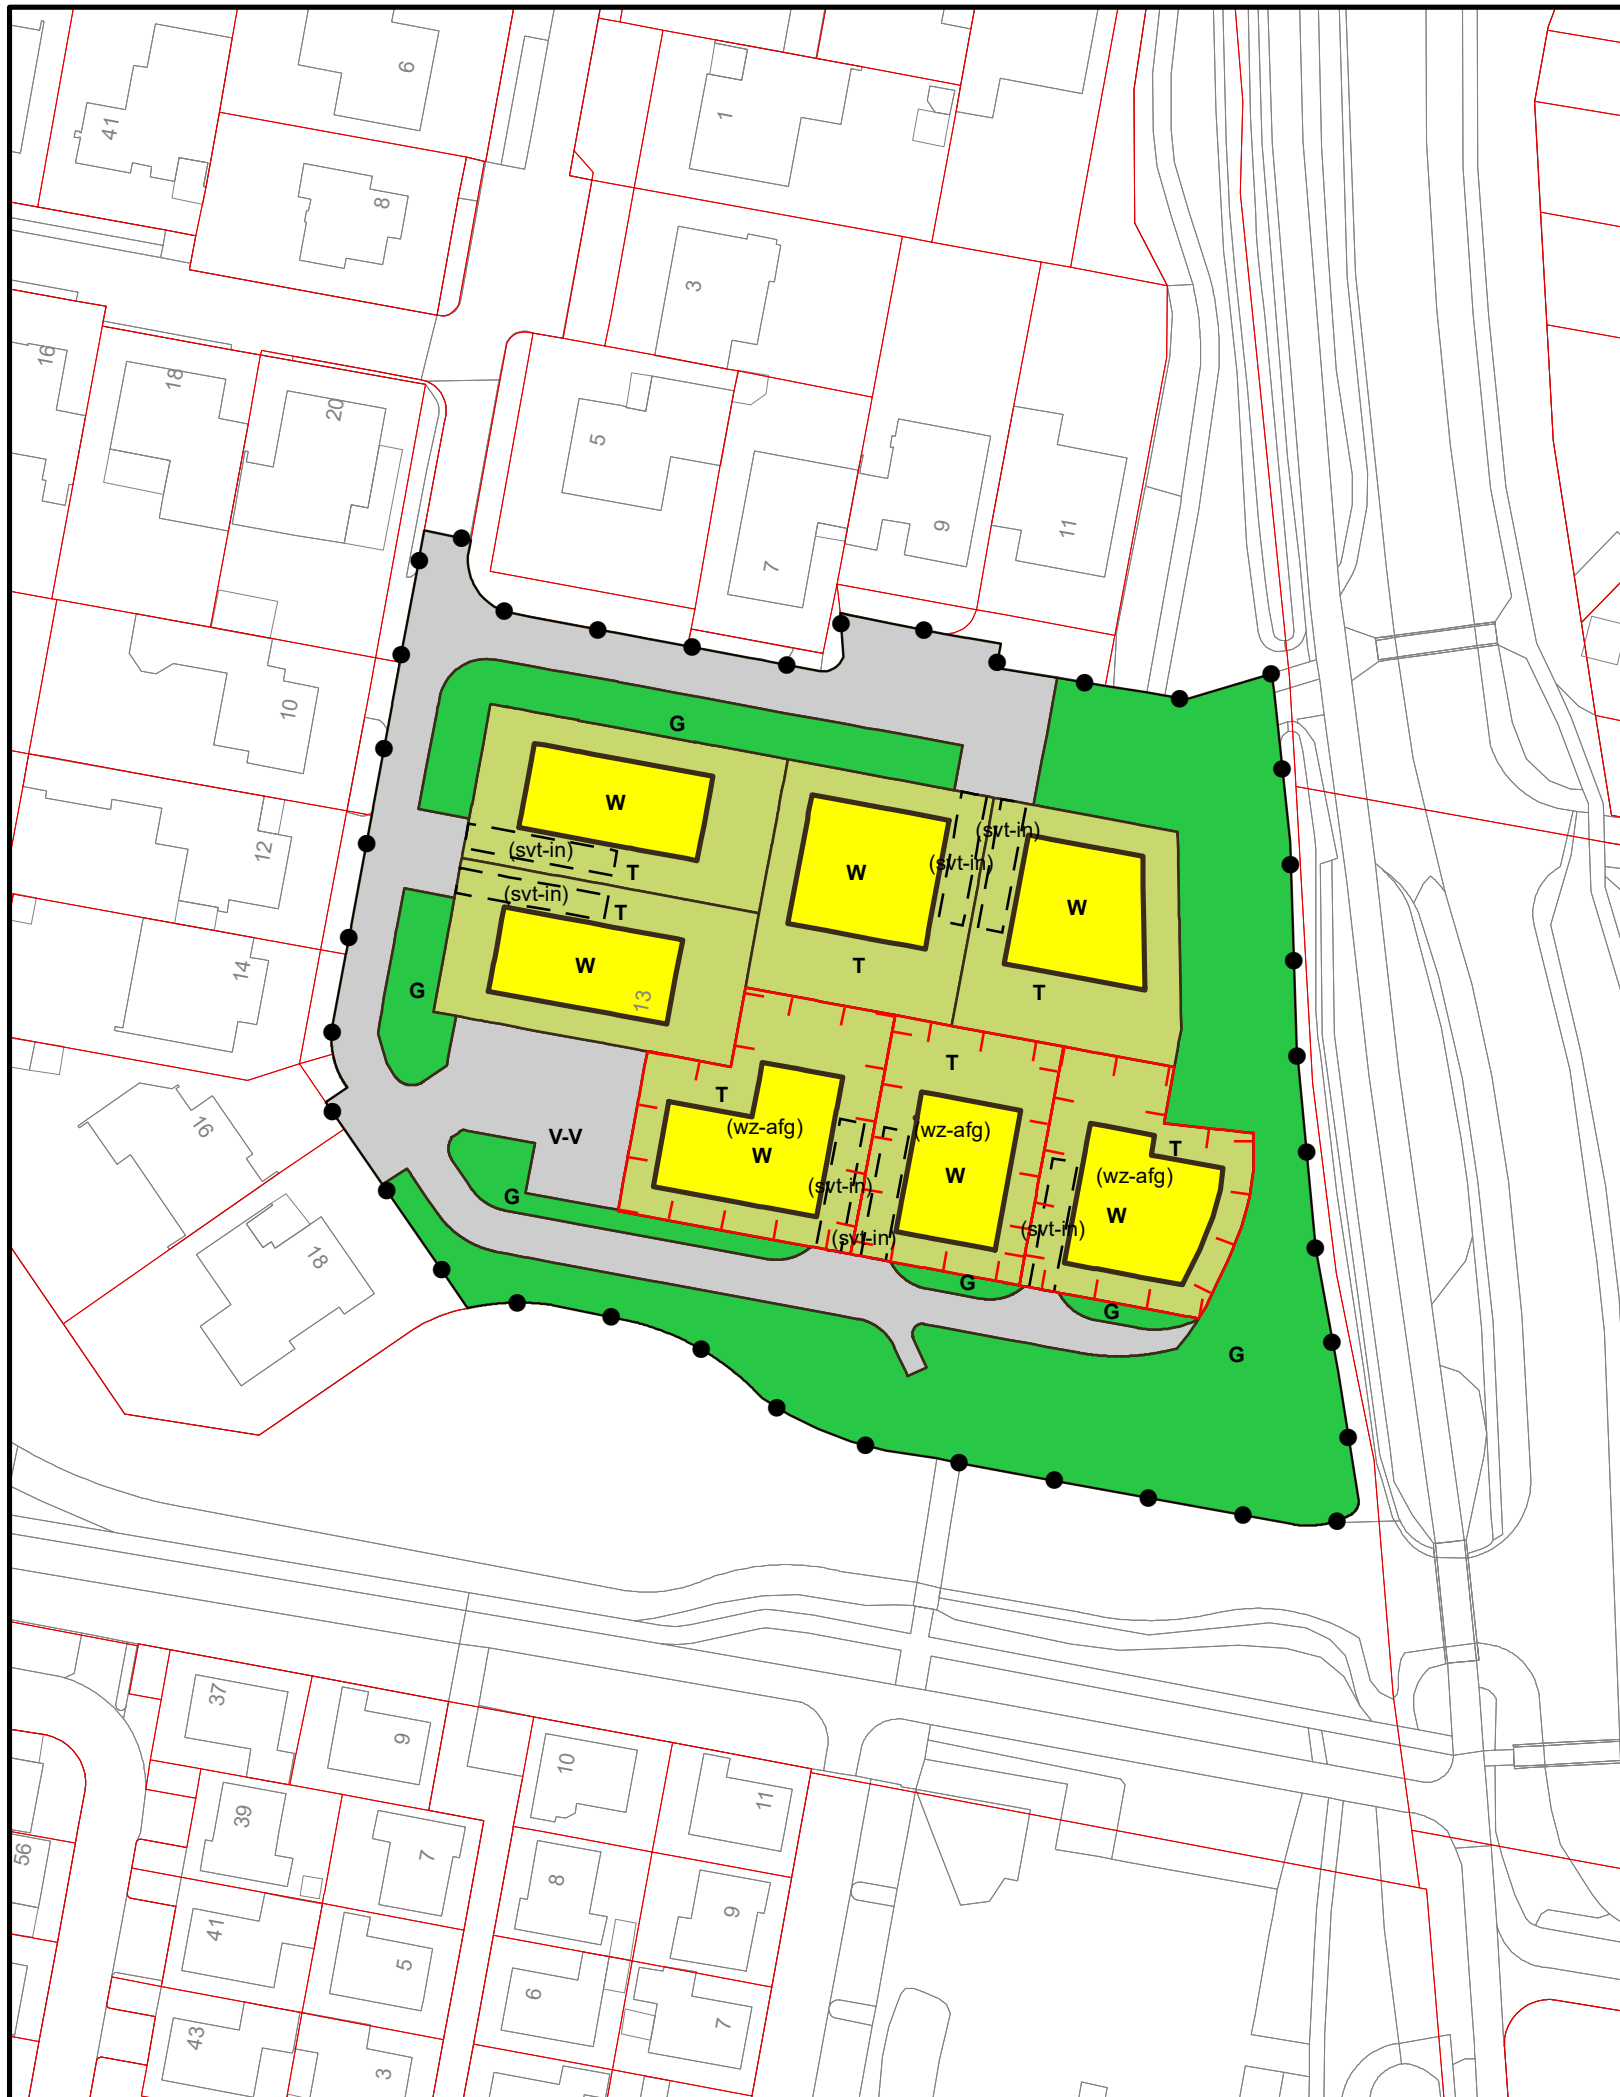 6
41
1
8
3
16
18
20
5
9
11
7
10
G
W
(svt-in)
12
(svt-in)
(svt-in)
W
T
(svt-in)
W
T
W
T
14
G
13
T
T
T
(wz-afg)
(wz-afg)
16
V-V
W
T
(wz-afg)
W
(svt-in)
G
W
(svt-in)
(svt-in)
18
G
G
G
37
9
10
11
39
56
7
8
9
41
5
6
7
43
3